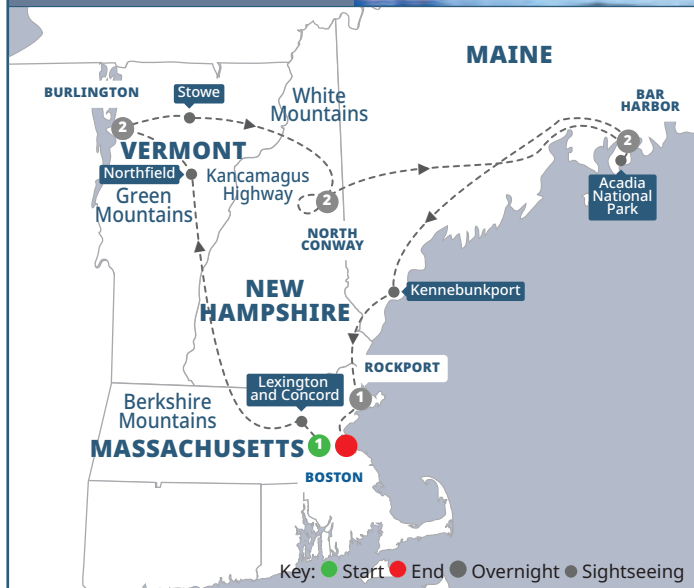 MAINE
BURLINGTON
Stowe
White
Mountains
BAR
HARBOR
2
VERMONT
2
Northfield
Kancamagus
Highway
Green
Mountains
2
Acadia
National
Park
NORTH
CONWAY
NEW
HAMPSHIRE
Kennebunkport
ROCKPORT
Lexington
and Concord
1
Berkshire
Mountains
MASSACHUSETTS
1
BOSTON
Key: Start End Overnight Sightseeing